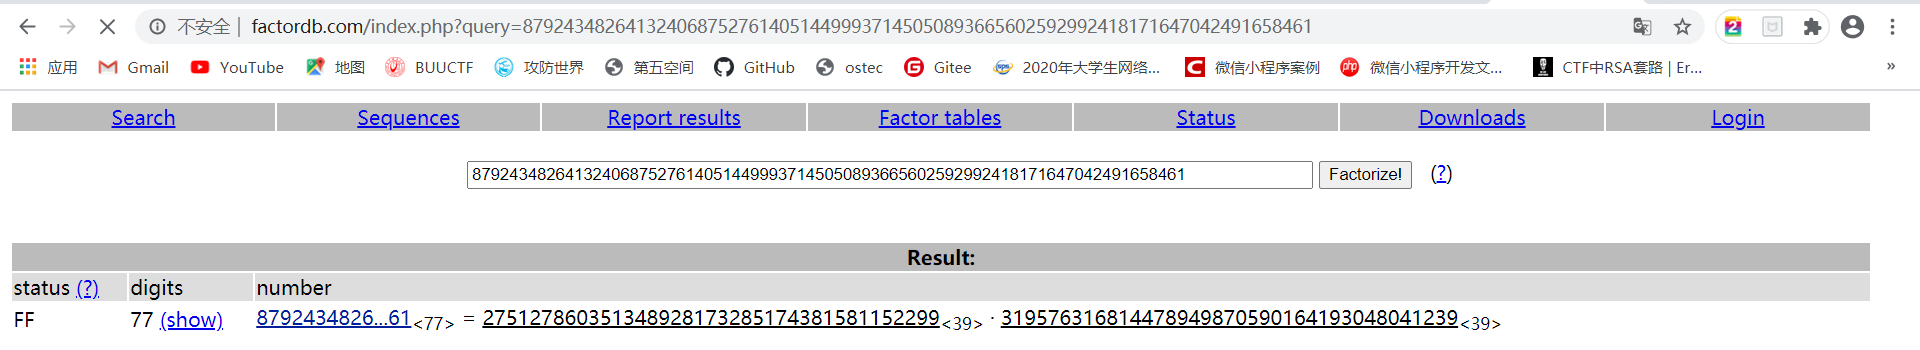 不安全 | factordb.com/index.php?query=87924348264132406875276140514499937145050893665602592992418171647042491658461
应用 Gmail YouTube 地图 BUUCTF 攻防世界 第五空间 GitHub ostec Gitee 2020年大学生网络... 微信小程序案例 微信小程序开发文... CTF中RSA套路 | Er... »
Search Sequences Report results Factor tables Status Downloads Login
87924348264132406875276140514499937145050893665602592992418171647042491658461 Factorize! (?)
Result:
status (?) digits number
FF 77 (show) 8792434826...61<77> = 275127860351348928173285174381581152299<39> · 319576316814478949870590164193048041239<39>